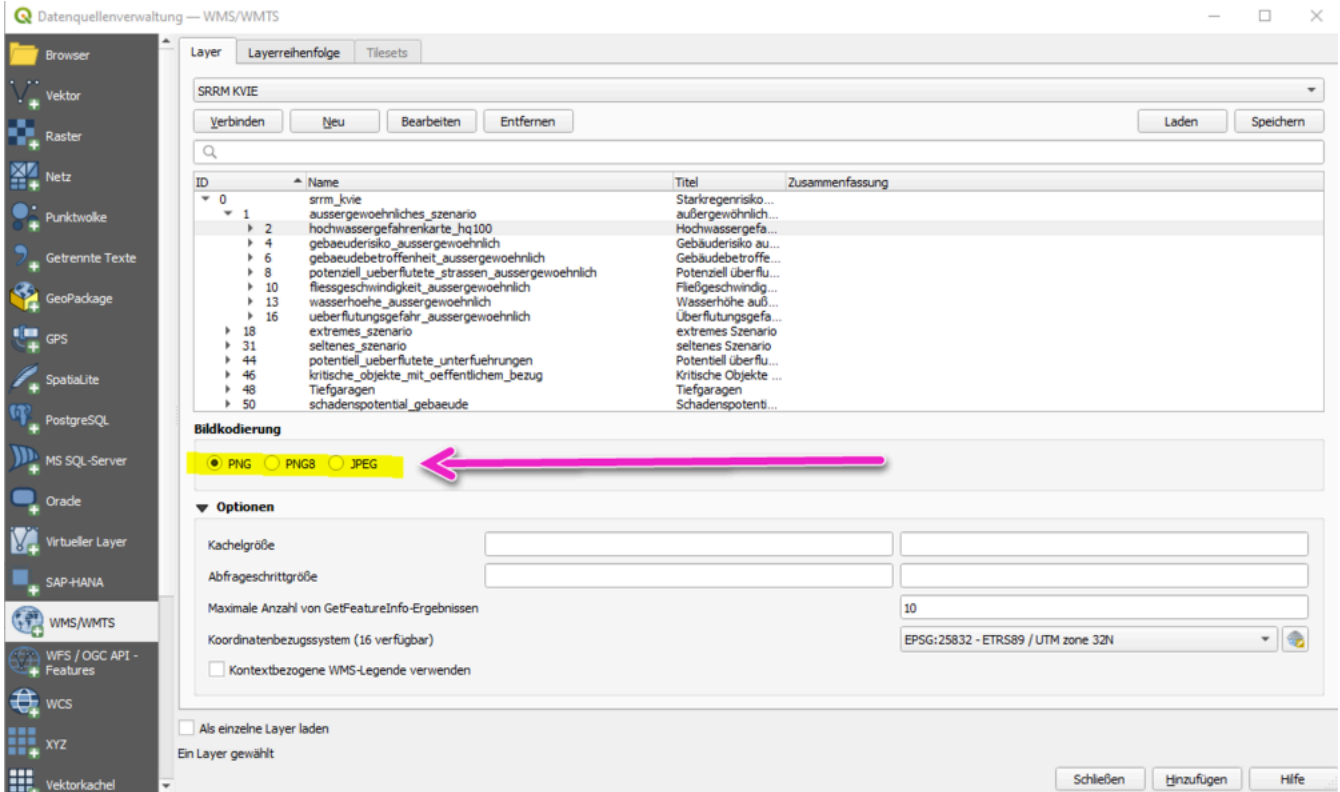 Datenquellenverwaltung — WMS/WMTS
Browser
Vektor
Raster
Netz
Punktwolke
Getrennte Texte
GeoPackage
GPS
SpatiaLite
PostgreSQL
MS SQL-Server
Oracle
Virtueller Layer
SAP-HANA
WMS/WMTS
WFS / OGC API -
Features
WCS
XYZ
Vektorkachel
Layer Layerreihenfolge Tilesets
SRRM KVIE
Verbinden Neu Bearbeiten Entfernen Laden Speichern
ID Name Titel Zusammenfassung
0 srrm_kvie Starkregenrisiko...
1 aussergewoehnliches_szenario außergewöhnlich...
2 hochwassergefahrenkarte_hq100 Hochwassergefa...
4 gebaeuderisiko_aussergewoehnlich Gebäuderisiko au...
6 gebaeudebetroffenheit_aussergewoehnlich Gebäudebetroffe...
8 potenziell_ueberflutete_strassen_aussergewoehnlich Potenziell überflu...
10 fliessgeschwindigkeit_aussergewoehnlich Fließgeschwindig...
13 wasserhoehe_aussergewoehnlich Wasserhöhe auß...
16 ueberflutungsgefahr_aussergewoehnlich Überflutungsgefa...
18 extremes_szenario extremes Szenario
31 seltenes_szenario seltenes Szenario
44 potentiell_ueberflutete_unterfuehrungen Potentiell überflu...
46 kritische_objekte_mit_oeffentlichem_bezug Kritische Objekte ...
48 Tiefgaragen Tiefgaragen
50 schadenspotential_gebaeude Schadenspotenti...
Bildkodierung
PNG PNG8 JPEG
Optionen
Kachelgröße
Abfrageschrittgröße
Maximale Anzahl von GetFeatureInfo-Ergebnissen 10
Koordinatenbezugssystem (16 verfügbar) EPSG:25832 - ETRS89 / UTM zone 32N
Kontextbezogene WMS-Legende verwenden
Als einzelne Layer laden
Ein Layer gewählt
Schließen Hinzufügen Hilfe